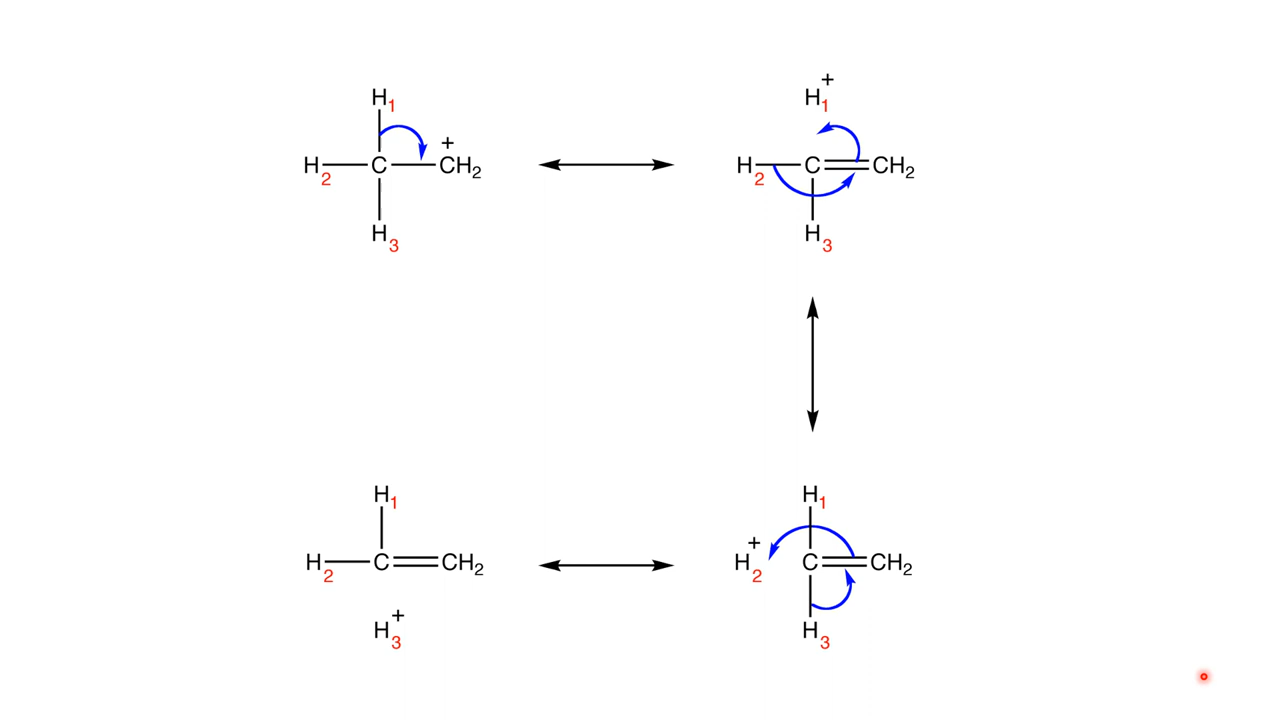 H₁
H₂ C CH₂ +
H₃
H₁ +
H₂ C CH₂
H₃
H₁
H₂ C CH₂
H₃ +
H₁
H₂ + C CH₂
H₃